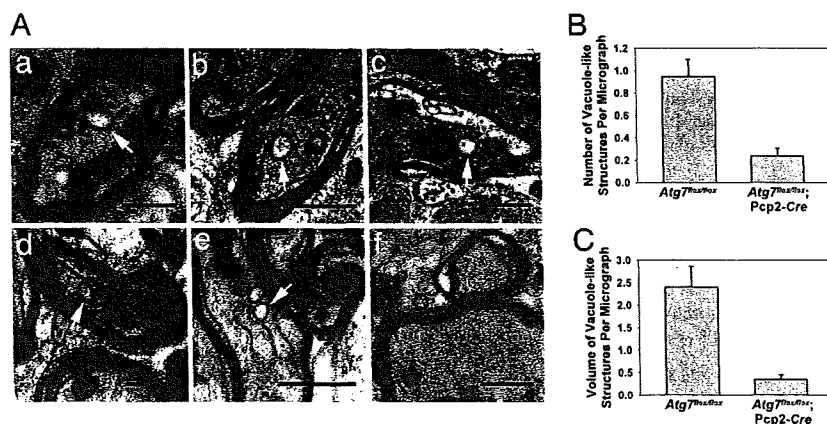 A
a
b
c
d
e
f
B
Number of Vacuole-like
Structures Per Micrograph
1.2
1.0
0.8
0.6
0.4
0.2
0.0
Atg7flox/flox
Atg7flox/flox;
Pcp2-Cre
C
Volume of Vacuole-like
Structures Per Micrograph
3.0
2.5
2.0
1.5
1.0
0.5
0.0
Atg7flox/flox
Atg7flox/flox;
Pcp2-Cre